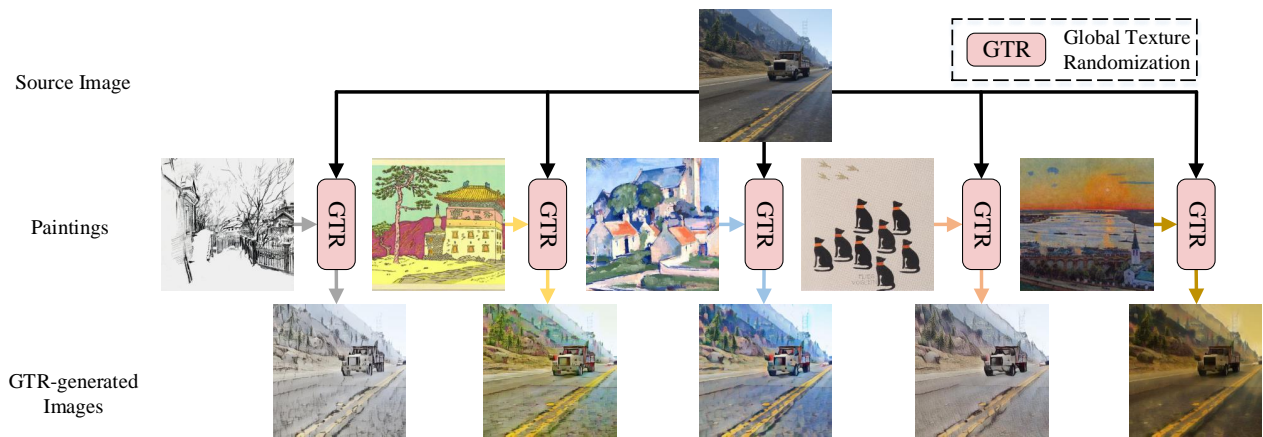 GTR
Global Texture
Randomization
Source Image
Paintings
GTR
GTR
GTR
GTR
GTR
GTR-generated
Images